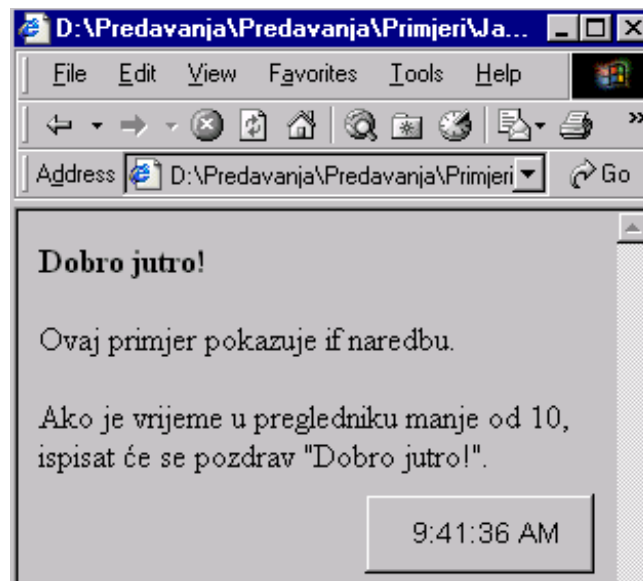 D:\Predavanja\Predavanja\Primjeri\Ja...
File Edit View Favorites Tools Help
Address D:\Predavanja\Predavanja\Primjeri Go
Dobro jutro!
Ovaj primjer pokazuje if naredbu.
Ako je vrijeme u pregledniku manje od 10,
ispisat će se pozdrav "Dobro jutro!".
9:41:36 AM